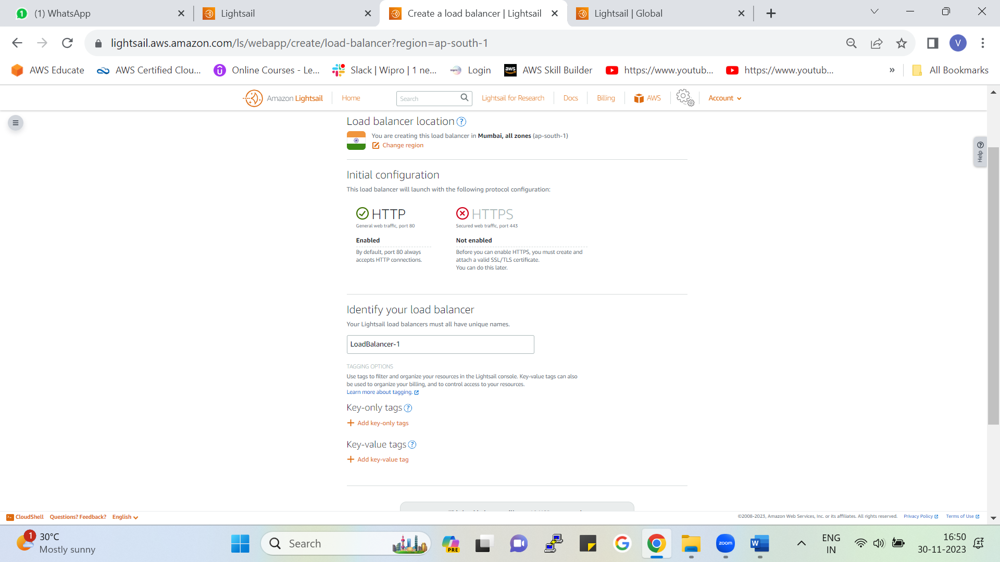 1
(1) WhatsApp
Lightsail
Create a load balancer | Lightsail
Lightsail | Global
lightsail.aws.amazon.com/ls/webapp/create/load-balancer?region=ap-south-1
V
AWS Educate
AWS Certified Clou...
Online Courses - Le...
Slack | Wipro | 1 ne...
Login
AWS Skill Builder
https://www.youtub...
https://www.youtub...
»
All Bookmarks
Amazon Lightsail
Home
Search
Lightsail for Research
Docs
Billing
AWS
Account
Load balancer location ?
You are creating this load balancer in Mumbai, all zones (ap-south-1)
Change region
Help ?
Initial configuration
This load balancer will launch with the following protocol configuration:
HTTP
General web traffic, port 80
Enabled
By default, port 80 always
accepts HTTP connections.
HTTPS
Secured web traffic, port 443
Not enabled
Before you can enable HTTPS, you must create and
attach a valid SSL/TLS certificate.
You can do this later.
Identify your load balancer
Your Lightsail load balancers must all have unique names.
LoadBalancer-1
TAGGING OPTIONS
Use tags to filter and organize your resources in the Lightsail console. Key-value tags can also
be used to organize your billing, and to control access to your resources.
Learn more about tagging.
Key-only tags ?
+ Add key-only tags
Key-value tags ?
+ Add key-value tag
CloudShell
Questions? Feedback?
English
©2008-2023, Amazon Web Services, Inc. or its affiliates. All rights reserved.
Privacy Policy
Terms of Use
1
30°C
Mostly sunny
Search
PRE
zoom
W
ENG
IN
16:50
30-11-2023